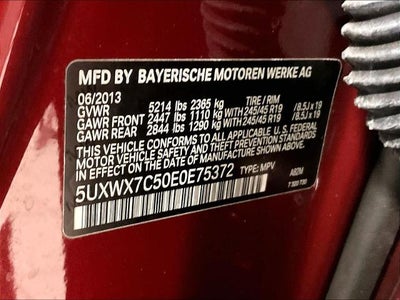 MFD BY BAYERISCHE MOTOREN WERKE AG
06/2013
GVWR 5214 lbs 2365 kg TIRE / RIM
GAWR FRONT 2447 lbs 1110 kg WITH 245/45 R19 /8.5J x 19
GAWR REAR 2844 lbs 1290 kg WITH 245/45 R19 /8.5J x 19
THIS VEHICLE CONFORMS TO ALL APPLICABLE
FEDERAL MOTOR VEHICLE SAFETY STANDARDS
IN EFFECT ON THE DATE OF MANUFACTURE
SHOWN ABOVE.
5UXWX7C50E0E75372 TYPE: MPV